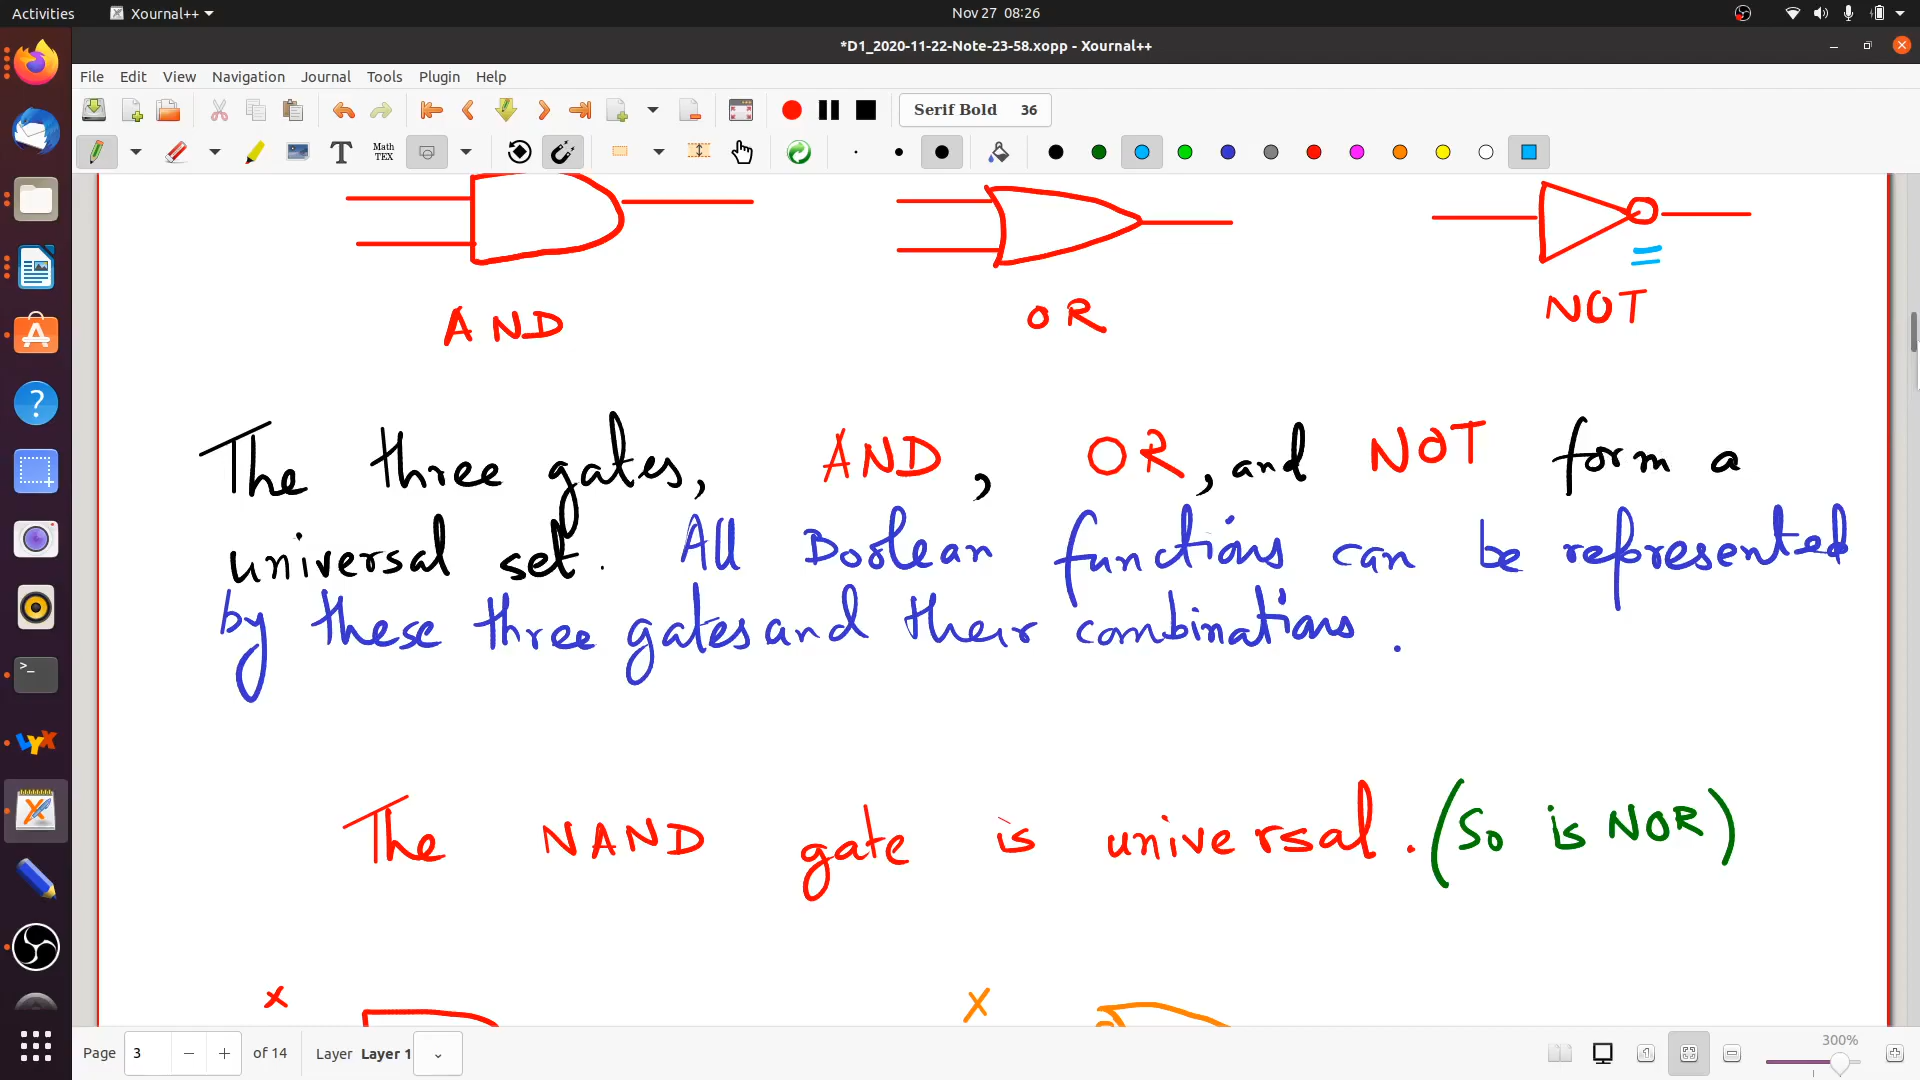 Activities Xournal++ Nov 27 08:26
*D1_2020-11-22-Note-23-58.xopp - Xournal++
File Edit View Navigation Journal Tools Plugin Help
Serif Bold 36
T Math TEX
AND OR NOT
The three gates, AND, OR, and NOT form a
universal set. All Boolean functions can be represented
by these three gates and their combinations.
The NAND gate is universal. (So is NOR)
x X
Page 3 − + of 14 Layer Layer 1 300%